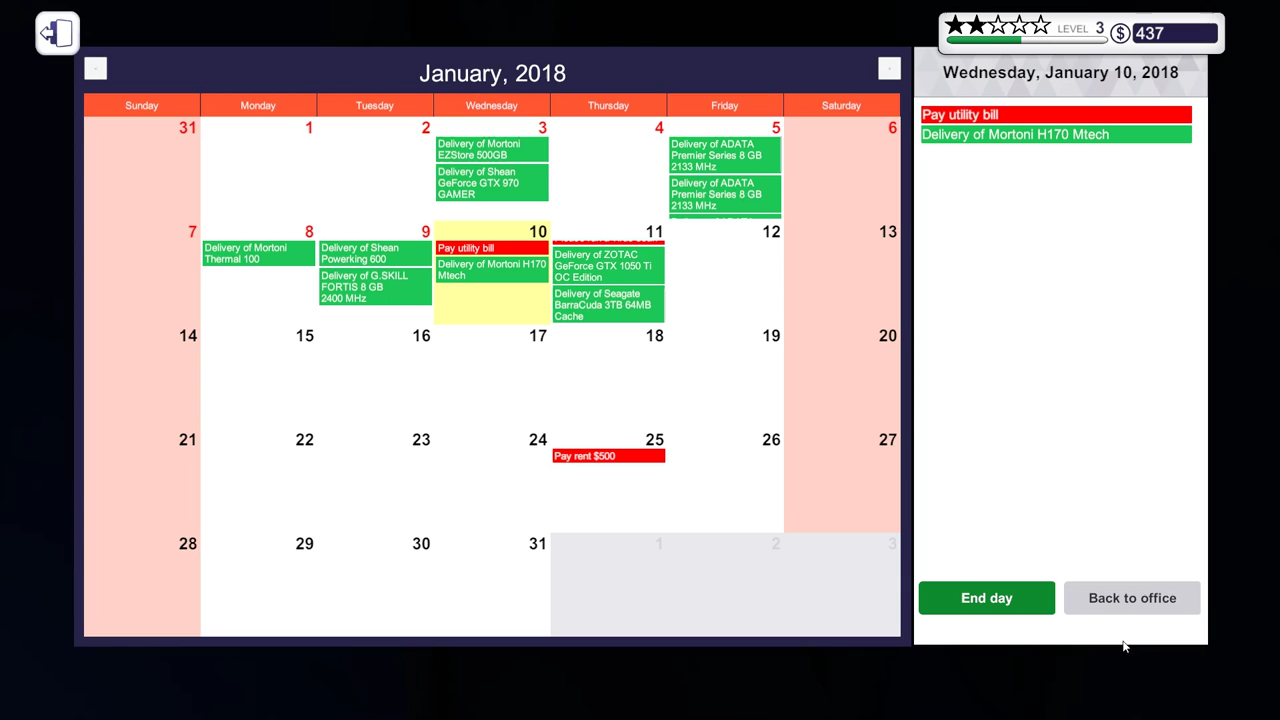 LEVEL 3
$ 437
January, 2018
Sunday Monday Tuesday Wednesday Thursday Friday Saturday
31 1 2 3 4 5 6
Delivery of Mortoni
EZStore 500GB
Delivery of Shean
GeForce GTX 970
GAMER
Delivery of ADATA
Premier Series 8 GB
2133 MHz
Delivery of ADATA
Premier Series 8 GB
2133 MHz
7 8 9 10 11 12 13
Delivery of Mortoni
Thermal 100
Delivery of Shean
Powerking 600
Delivery of G.SKILL
FORTIS 8 GB
2400 MHz
Pay utility bill
Delivery of Mortoni H170
Mtech
Delivery of ZOTAC
GeForce GTX 1050 Ti
OC Edition
Delivery of Seagate
BarraCuda 3TB 64MB
Cache
14 15 16 17 18 19 20
21 22 23 24 25 26 27
Pay rent $500
28 29 30 31 1 2 3
Wednesday, January 10, 2018
Pay utility bill
Delivery of Mortoni H170 Mtech
End day
Back to office